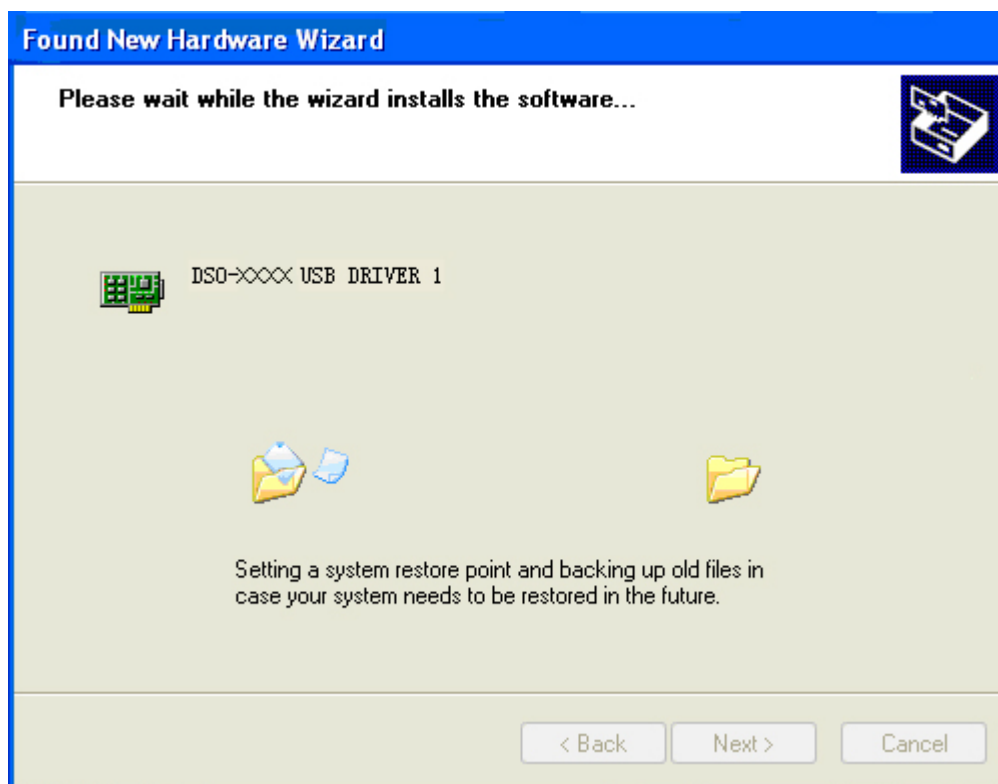 Found New Hardware Wizard
Please wait while the wizard installs the software...
DSO-XXXX USB DRIVER 1
Setting a system restore point and backing up old files in
case your system needs to be restored in the future.
< Back
Next >
Cancel